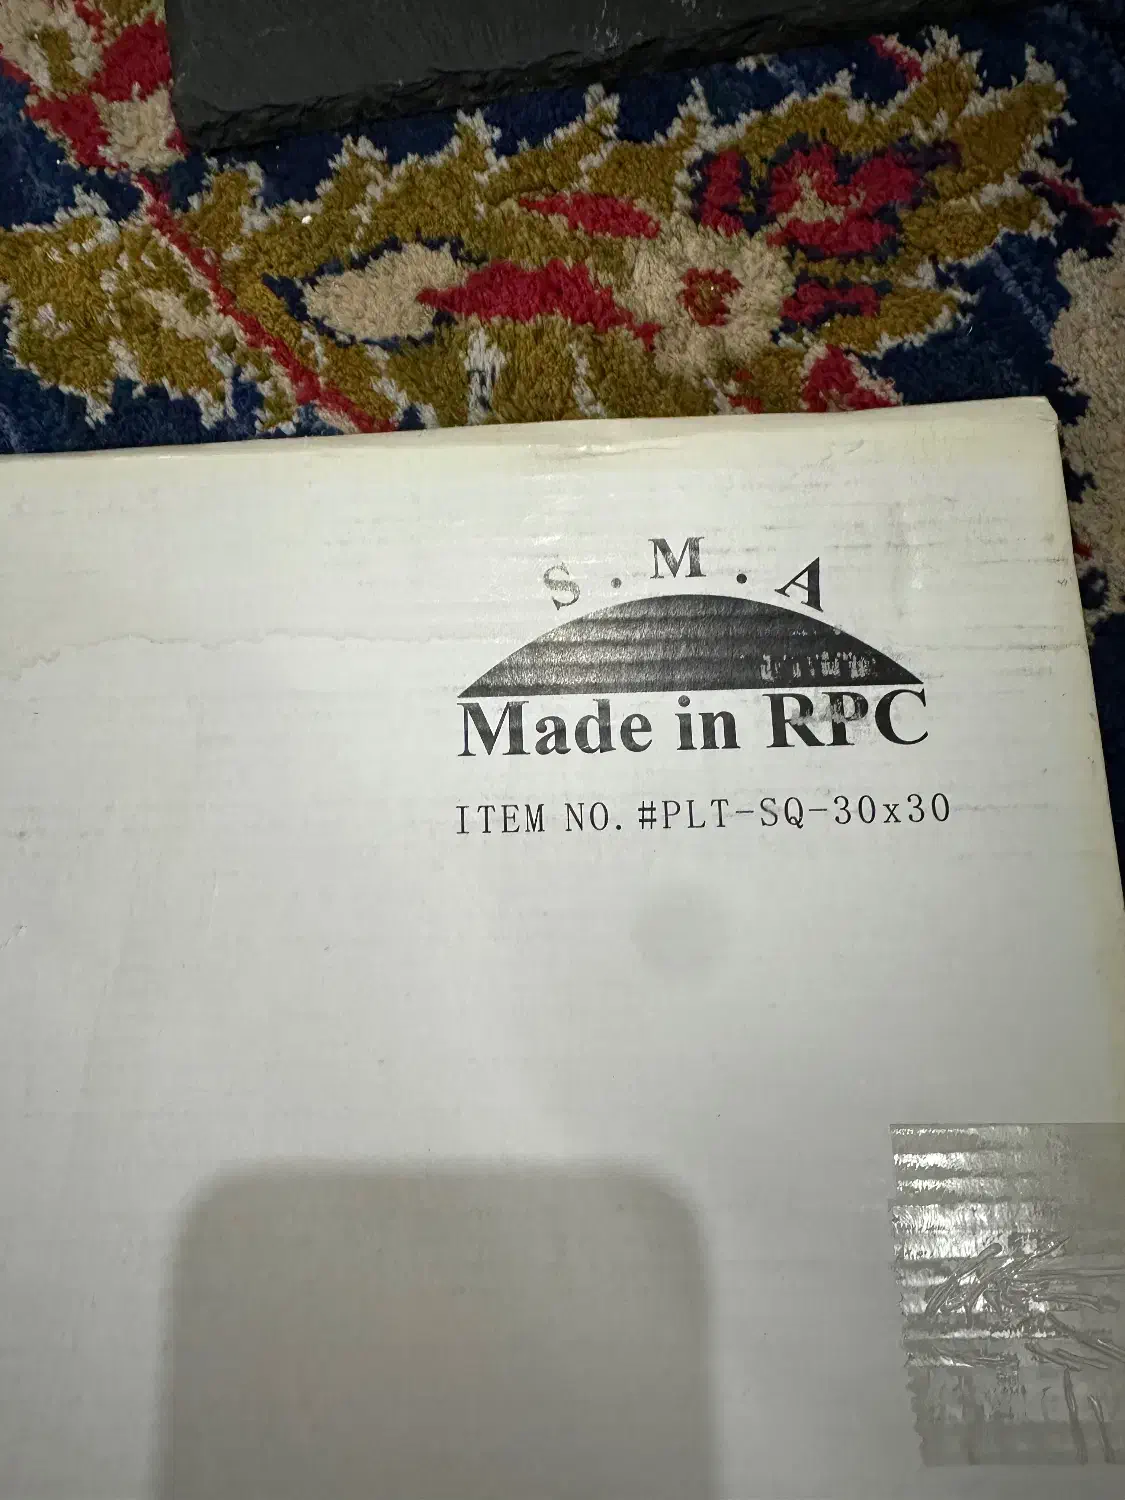 S.M.A
Made in RPC
ITEM NO. #PLT-SQ-30x30